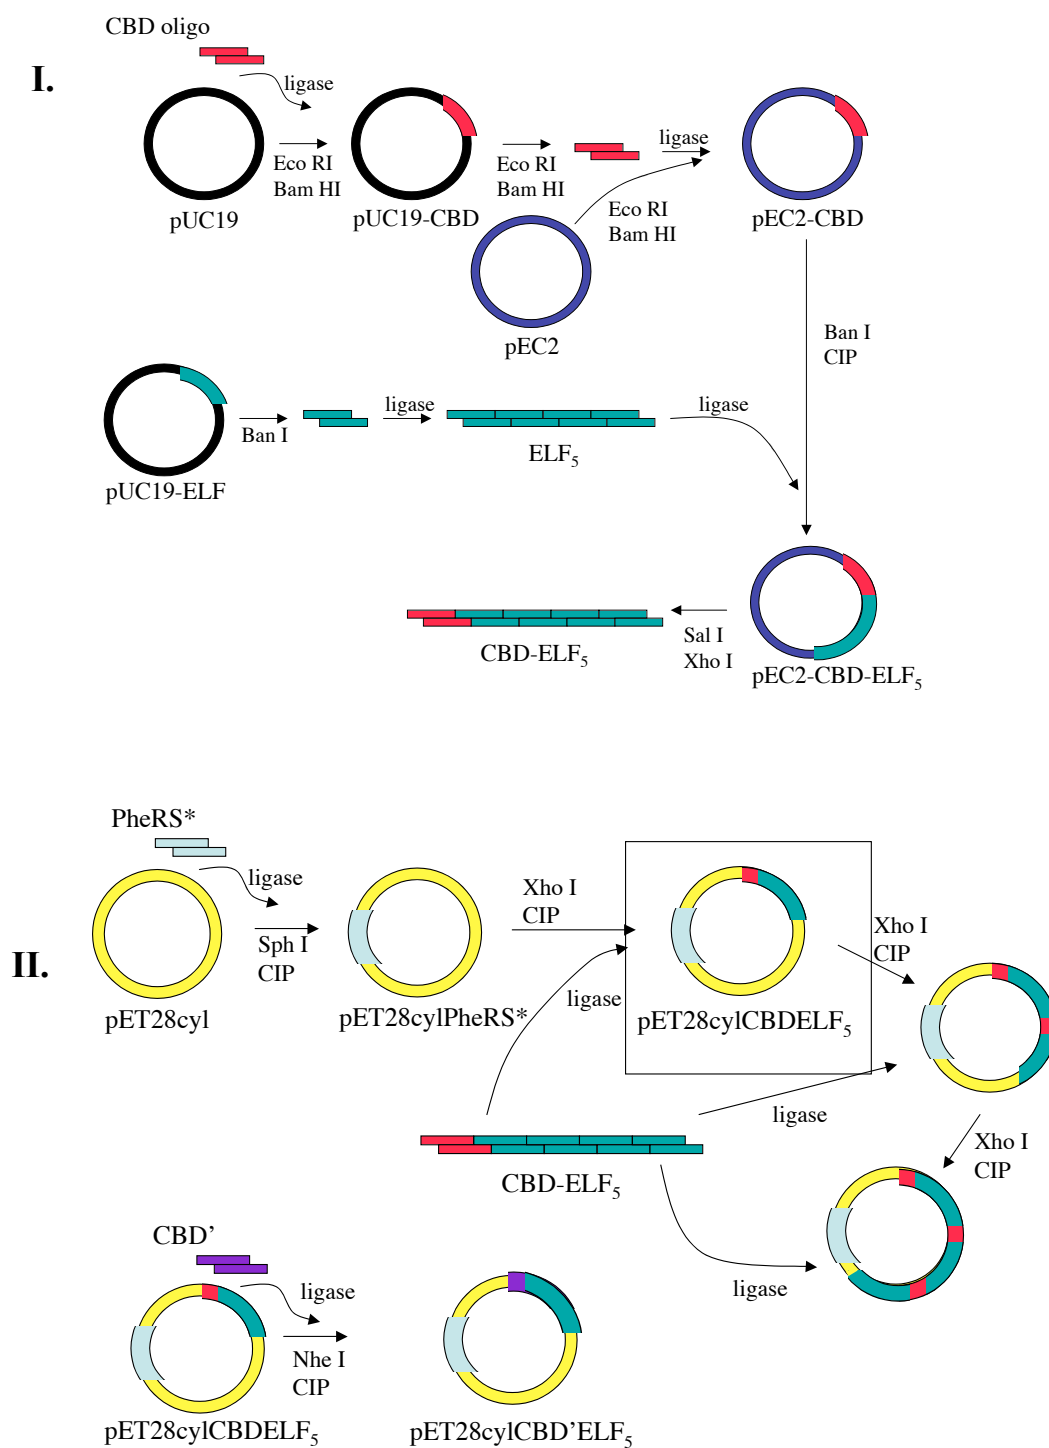 CBD oligo
I.
ligase
Eco RI
Bam HI
pUC19
pUC19-CBD
Eco RI
Bam HI
ligase
Eco RI
Bam HI
pEC2
pEC2-CBD
Ban I
CIP
pUC19-ELF
Ban I
ligase
ELF5
ligase
CBD-ELF5
Sal I
Xho I
pEC2-CBD-ELF5
II.
PheRS*
ligase
Sph I
CIP
pET28cyl
pET28cylPheRS*
Xho I
CIP
ligase
pET28cylCBDELF5
Xho I
CIP
ligase
Xho I
CIP
CBD-ELF5
ligase
CBD’
ligase
Nhe I
CIP
pET28cylCBDELF5
pET28cylCBD’ELF5